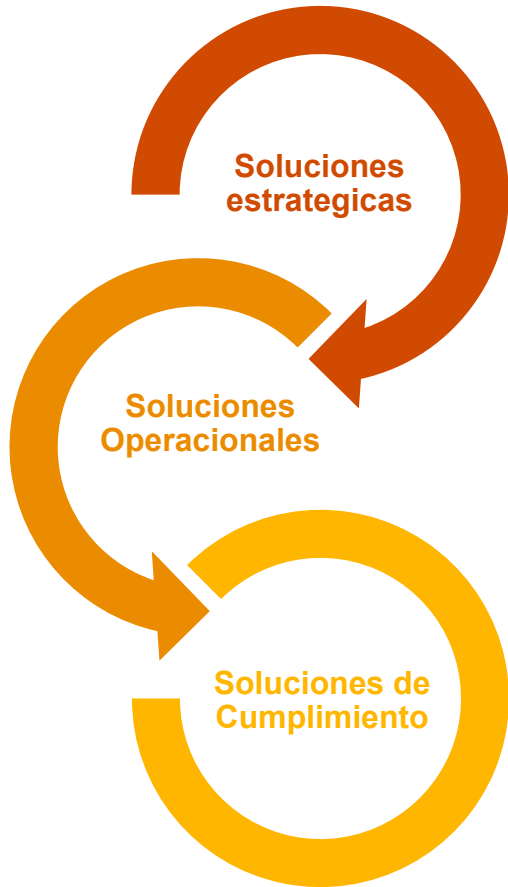 Soluciones
estrategicas
Soluciones
Operacionales
Soluciones de
Cumplimiento